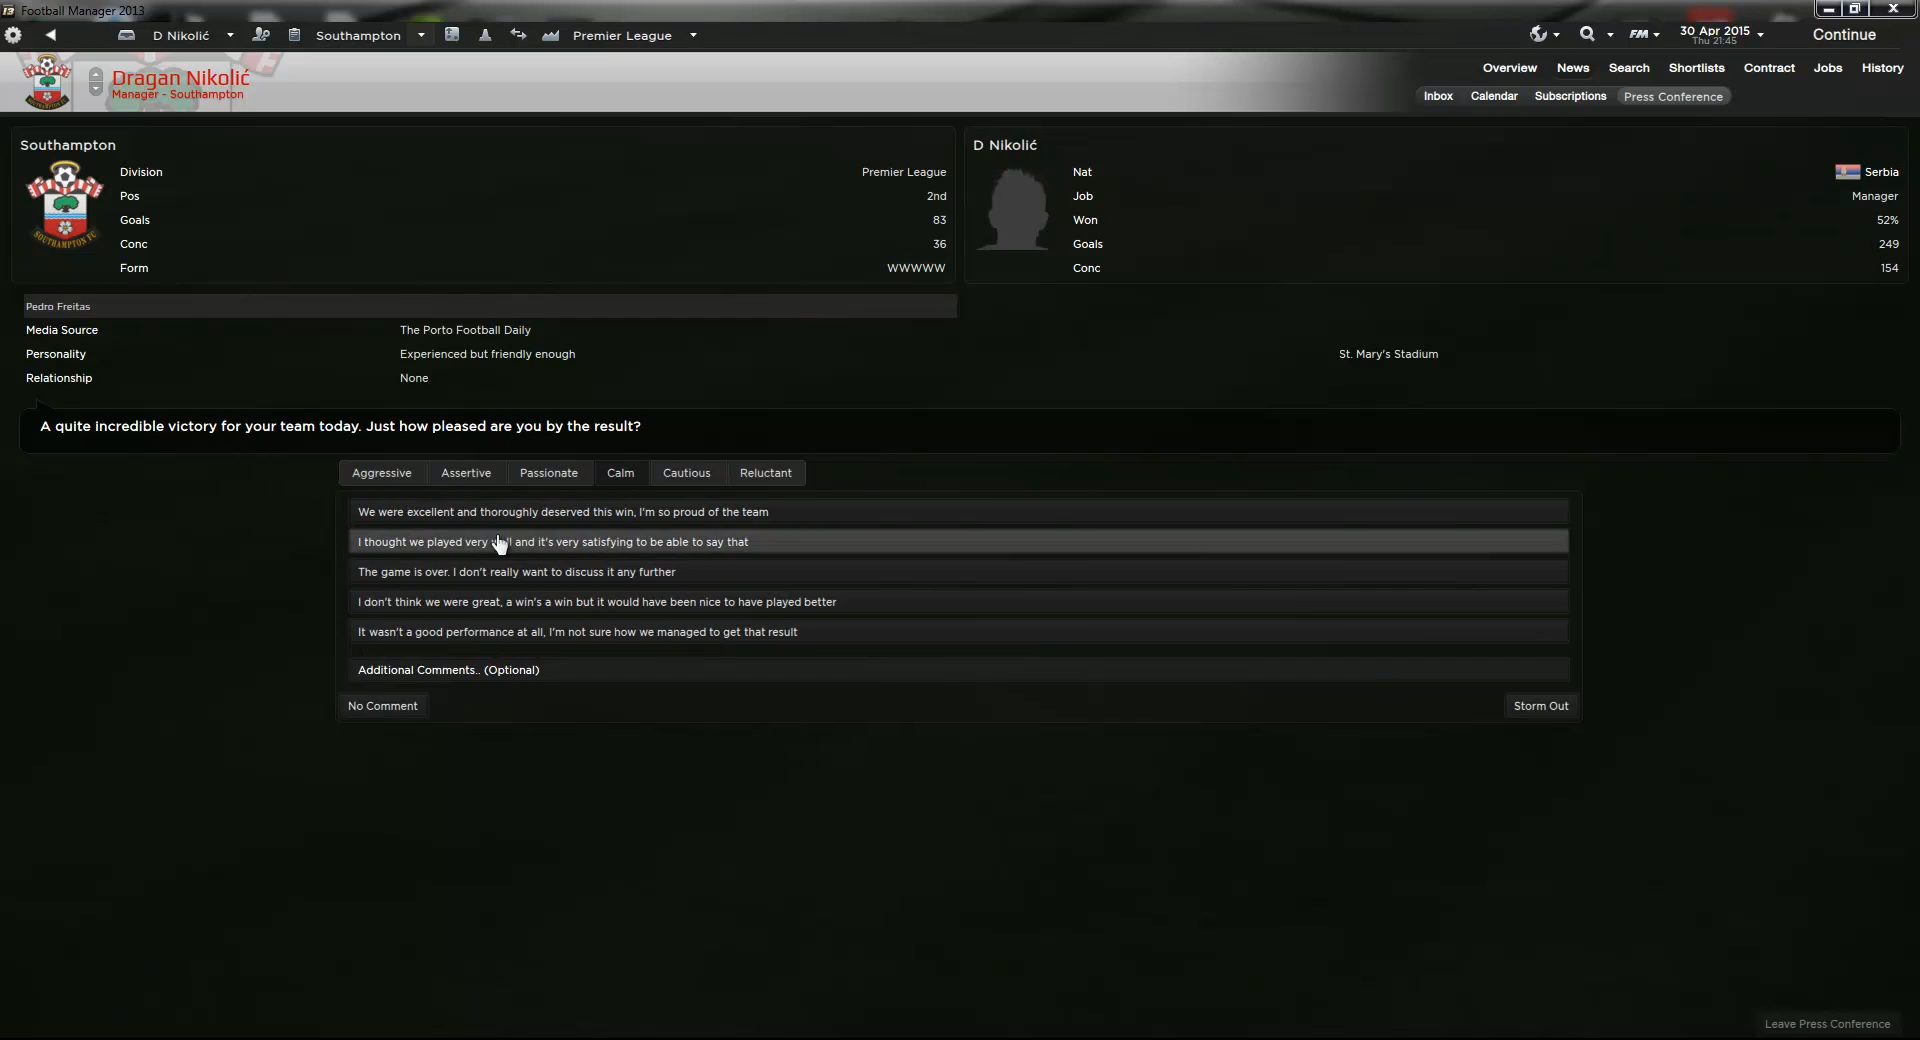 Football Manager 2013
D Nikolić
Southampton
Premier League
FM
30 Apr 2015
Thu 21:45
Continue
Dragan Nikolić
Manager - Southampton
Overview News Search Shortlists Contract Jobs History
Inbox Calendar Subscriptions Press Conference
Southampton
SOUTHAMPTON FC
Division Premier League
Pos 2nd
Goals 83
Conc 36
Form WWWWW
D Nikolić
Nat Serbia
Job Manager
Won 52%
Goals 249
Conc 154
Pedro Freitas
Media Source The Porto Football Daily
Personality Experienced but friendly enough
Relationship None
St. Mary's Stadium
A quite incredible victory for your team today. Just how pleased are you by the result?
Aggressive Assertive Passionate Calm Cautious Reluctant
We were excellent and thoroughly deserved this win, I'm so proud of the team
I thought we played very well and it's very satisfying to be able to say that
The game is over. I don't really want to discuss it any further
I don't think we were great, a win's a win but it would have been nice to have played better
It wasn't a good performance at all, I'm not sure how we managed to get that result
Additional Comments.. (Optional)
No Comment Storm Out
Leave Press Conference